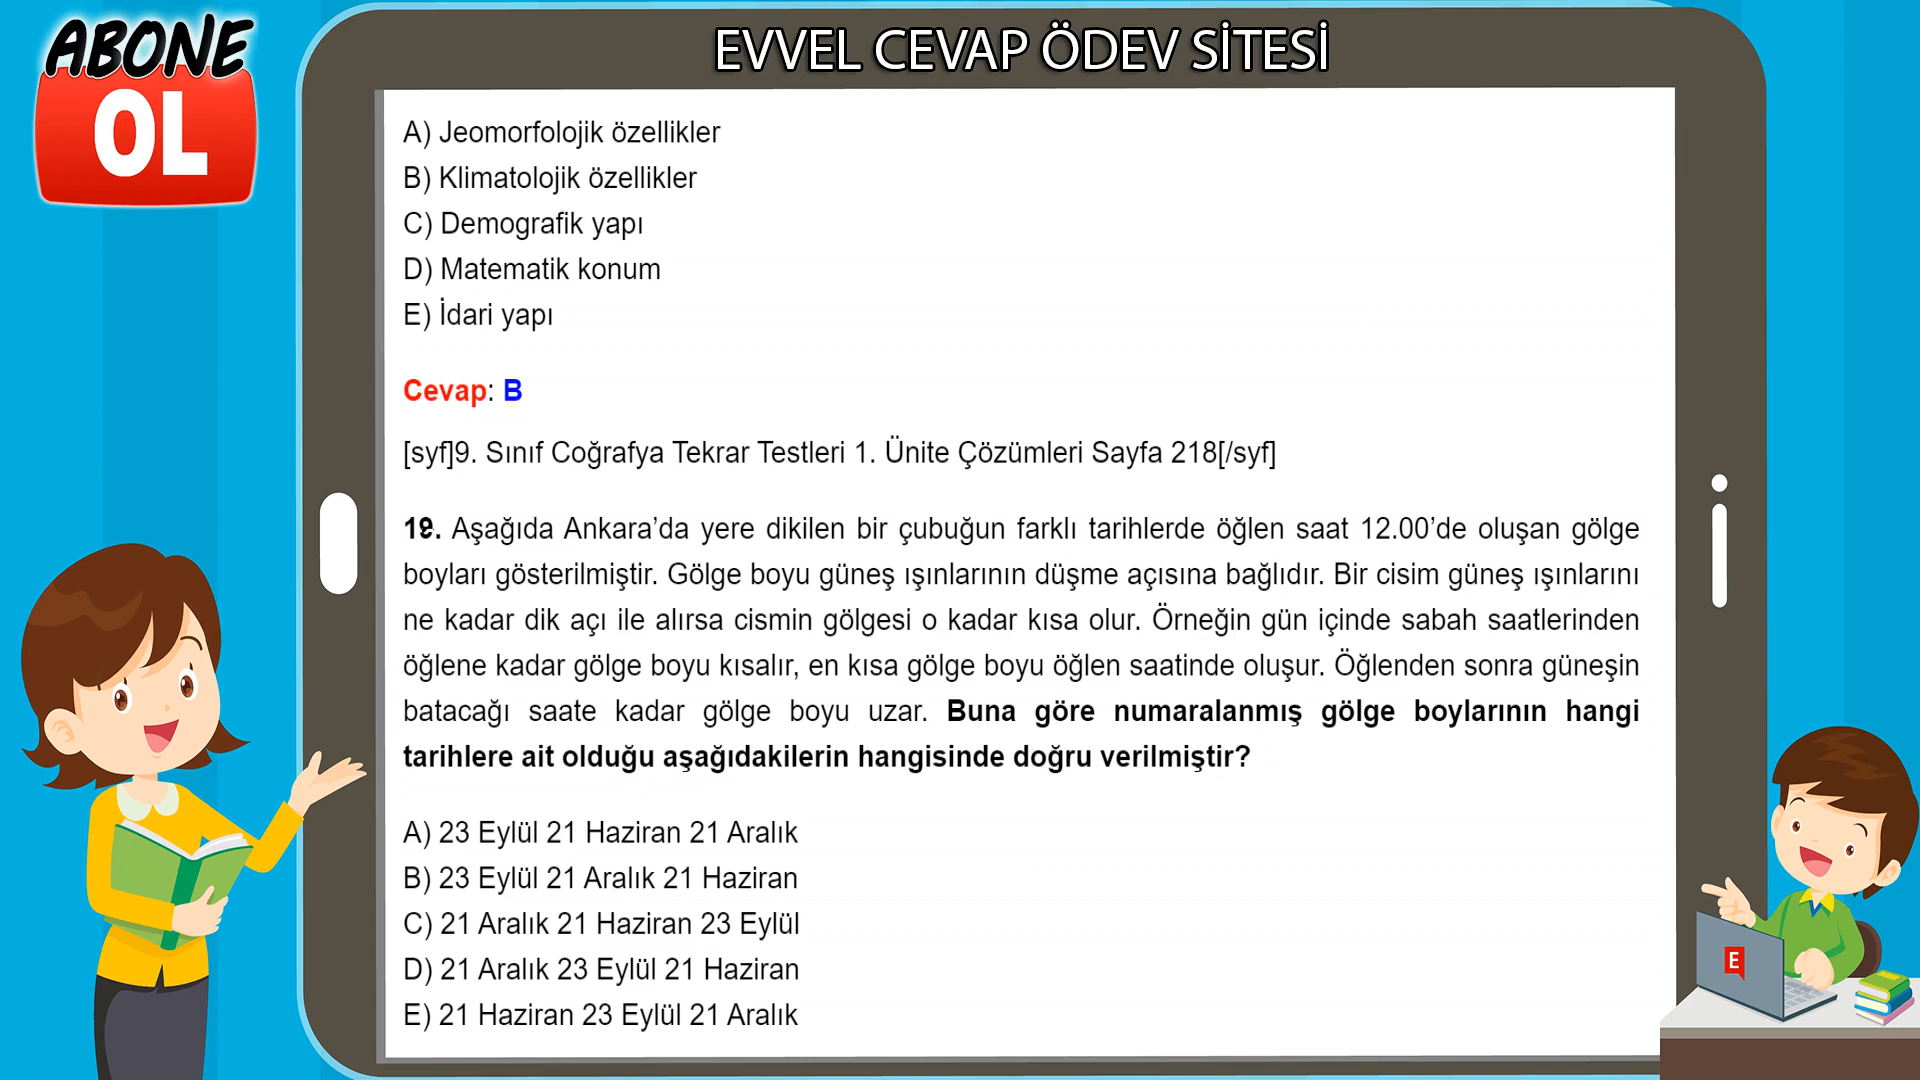 ABONE
OL
EVVEL CEVAP ÖDEV SİTESİ
A) Jeomorfolojik özellikler
B) Klimatolojik özellikler
C) Demografik yapı
D) Matematik konum
E) İdari yapı
Cevap: B
[syf]9. Sınıf Coğrafya Tekrar Testleri 1. Ünite Çözümleri Sayfa 218[/syf]
Aşağıda Ankara’da yere dikilen bir çubuğun farklı tarihlerde öğlen saat 12.00’de oluşan gölge
boyları gösterilmiştir. Gölge boyu güneş ışınlarının düşme açısına bağlıdır. Bir cisim güneş ışınlarını
ne kadar dik açı ile alırsa cismin gölgesi o kadar kısa olur. Örneğin gün içinde sabah saatlerinden
öğlene kadar gölge boyu kısalır, en kısa gölge boyu öğlen saatinde oluşur. Öğlenden sonra güneşin
batacağı saate kadar gölge boyu uzar. Buna göre numaralanmış gölge boylarının hangi
tarihlere ait olduğu aşağıdakilerin hangisinde doğru verilmiştir?
A) 23 Eylül 21 Haziran 21 Aralık
B) 23 Eylül 21 Aralık 21 Haziran
C) 21 Aralık 21 Haziran 23 Eylül
D) 21 Aralık 23 Eylül 21 Haziran
E) 21 Haziran 23 Eylül 21 Aralık
E